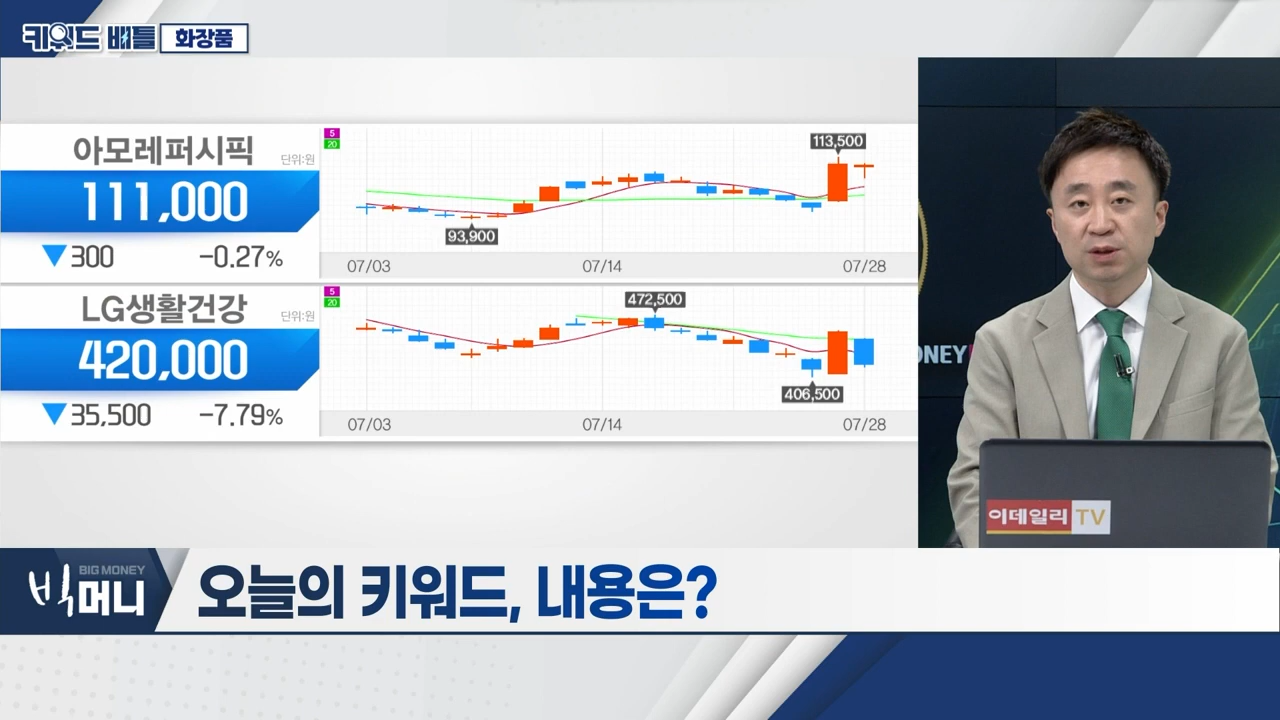 키워드 배틀 화장품
아모레퍼시픽 단위:원
111,000
▼300 -0.27%
5
20
113,500
93,900
07/03 07/14 07/28
LG생활건강 단위:원
420,000
▼35,500 -7.79%
5
20
472,500
406,500
07/03 07/14 07/28
ONEY
이데일리TV
BIG MONEY
빅머니
오늘의 키워드, 내용은?